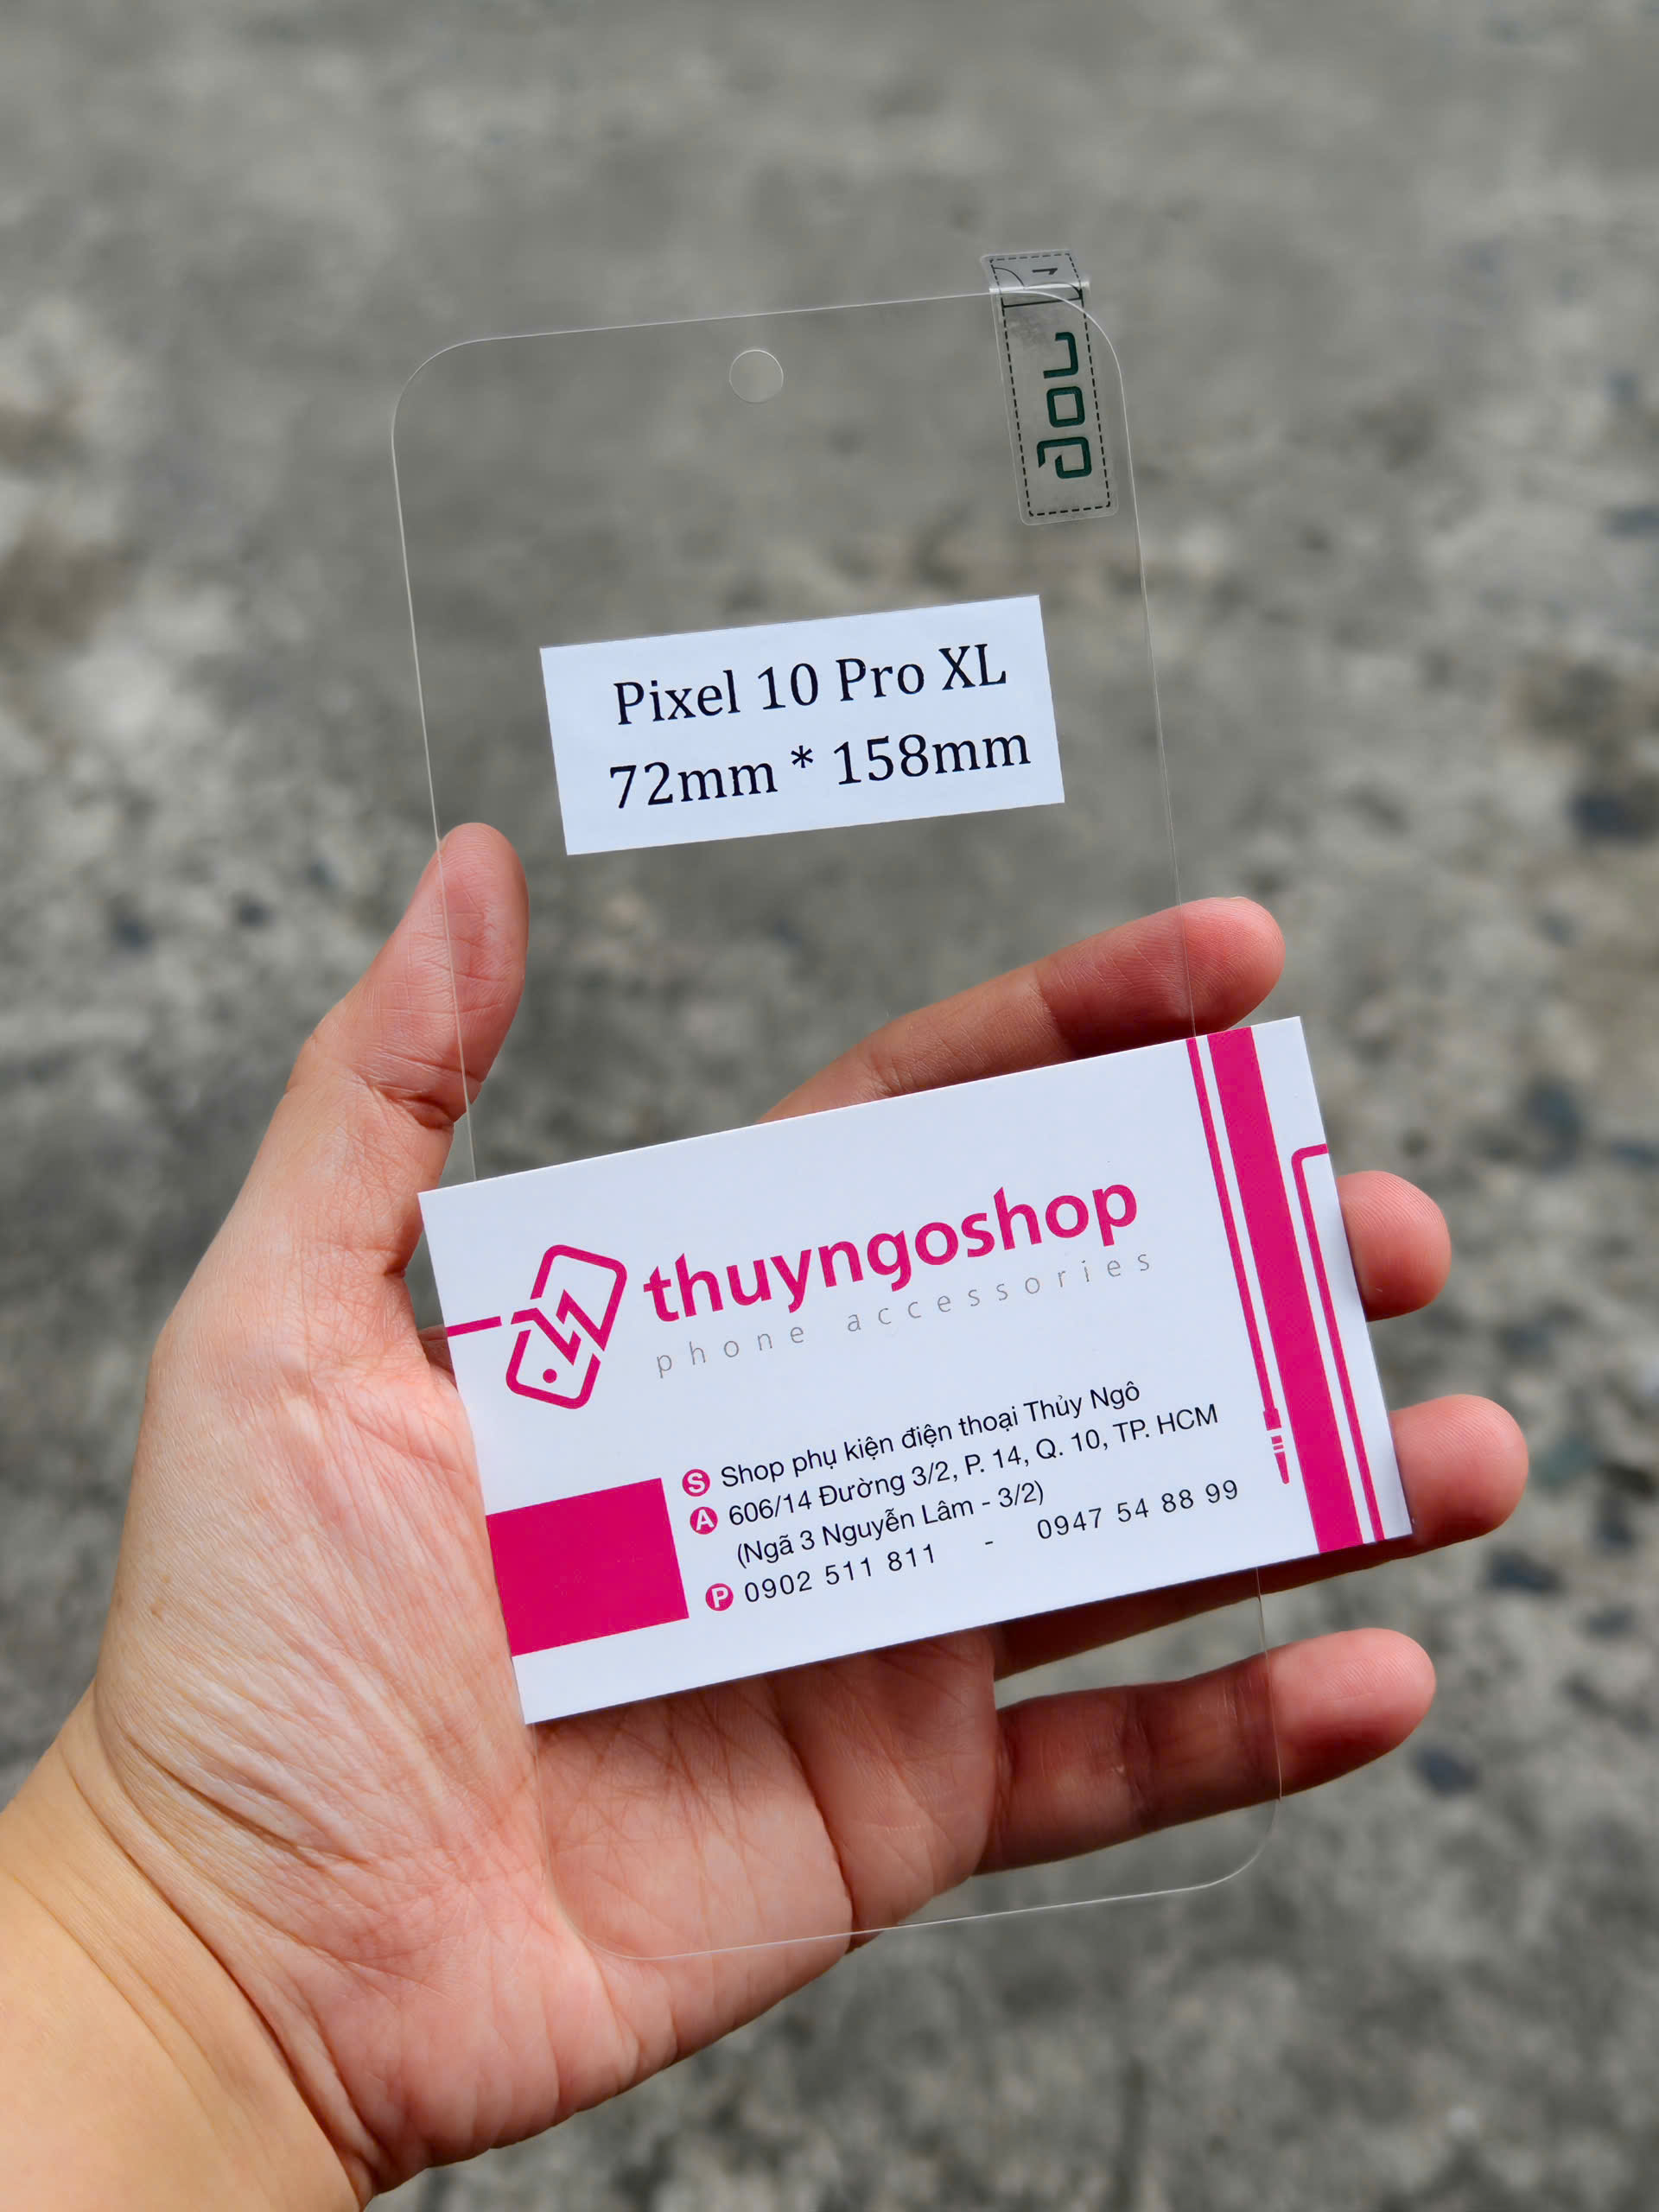 Pixel 10 Pro XL
72mm * 158mm
thuyngoshop
phone accessories
S Shop phụ kiện điện thoại Thủy Ngô
A 606/14 Đường 3/2, P. 14, Q. 10, TP. HCM
(Ngã 3 Nguyễn Lâm - 3/2)
P 0902 511 811 - 0947 54 88 99